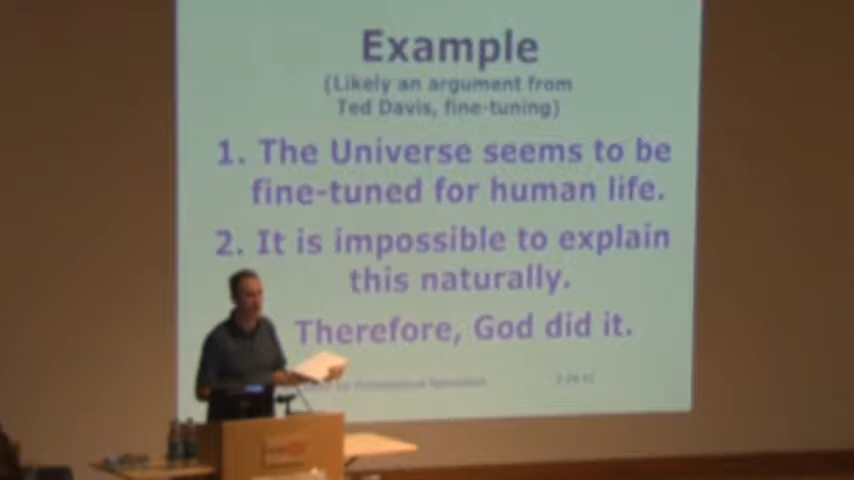 Example
(Likely an argument from
Ted Davis, fine-tuning)
1. The Universe seems to be
fine-tuned for human life.
2. It is impossible to explain
this naturally.
Therefore, God did it.